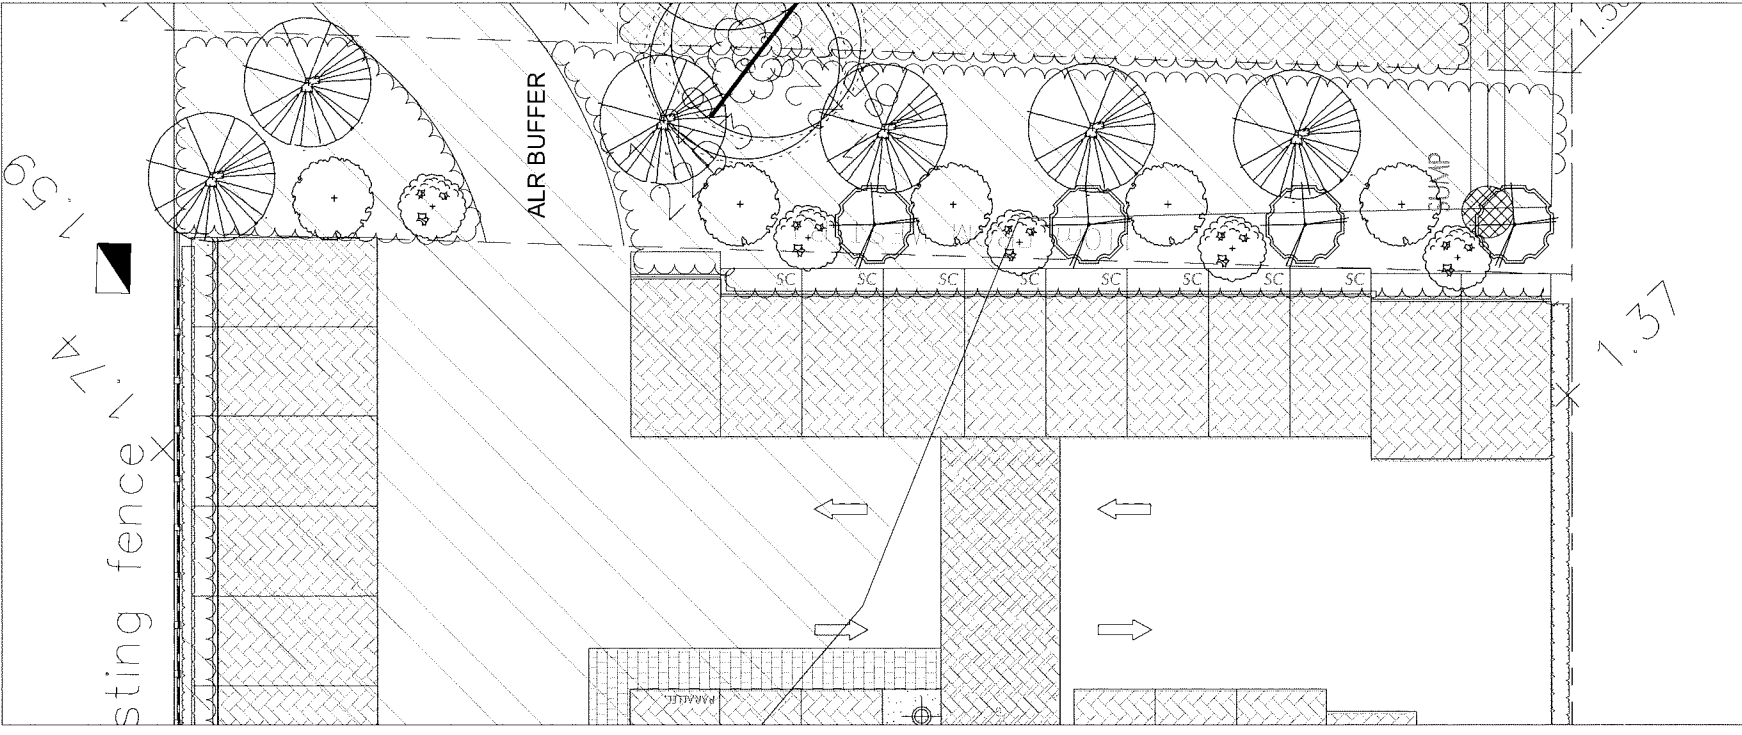 1.50
ALR BUFFER
1.59
SUMP
SC SC SC SC SC SC SC SC
1.37
1.74
sting fence
PARALLEL